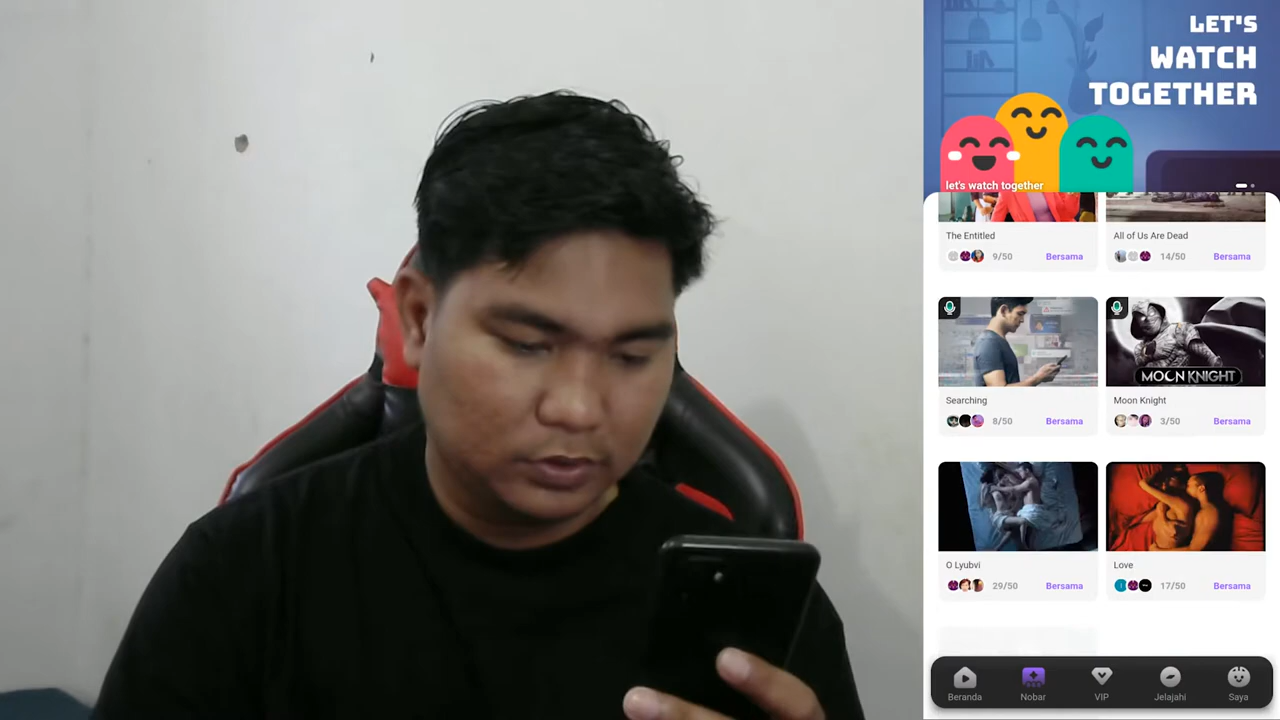 LET'S
WATCH
TOGETHER
let's watch together
The Entitled
9/50 Bersama
All of Us Are Dead
14/50 Bersama
Searching
8/50 Bersama
MOON KNIGHT
Moon Knight
3/50 Bersama
O Lyubvi
29/50 Bersama
Love
17/50 Bersama
Beranda
Nobar
VIP
Jelajahi
Saya